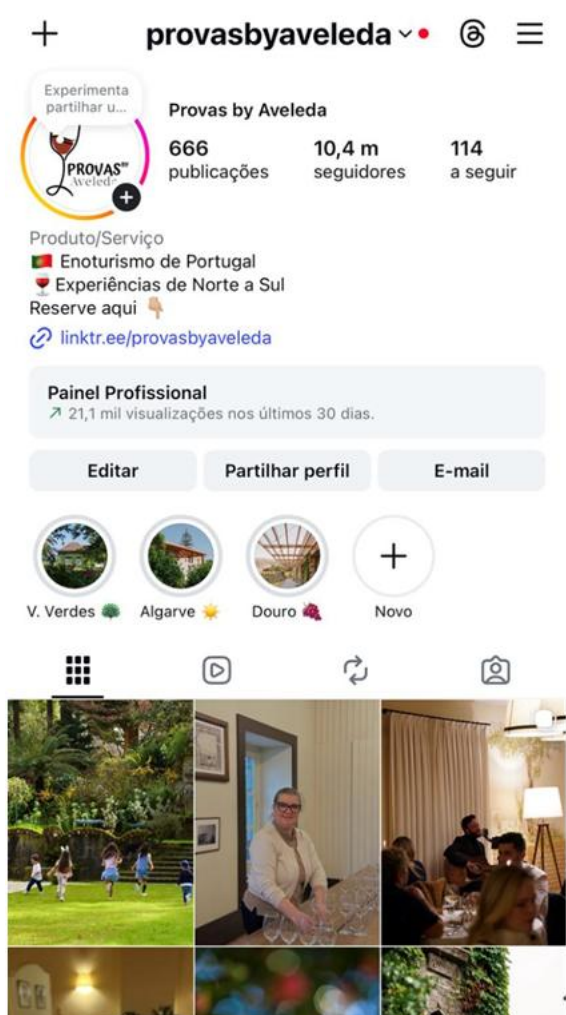 provasbyaveleda
Experimenta
partilhar u...
Provas by Aveleda
666
publicações
10,4 m
seguidores
114
a seguir
PROVAS
Aveleda
Produto/Serviço
🇵🇹 Enoturismo de Portugal
🍷Experiências de Norte a Sul
Reserve aqui 👇🏼
linktr.ee/provasbyaveleda
Painel Profissional
21,1 mil visualizações nos últimos 30 dias.
Editar
Partilhar perfil
E-mail
V. Verdes 🌳
Algarve ☀️
Douro 🍇
Novo